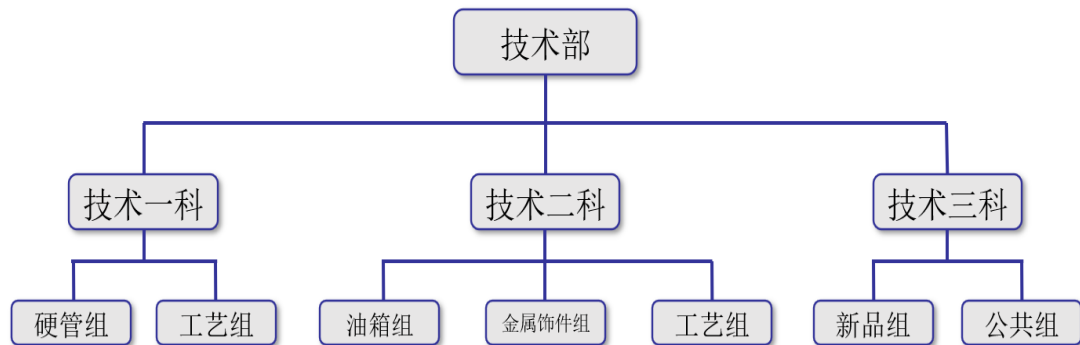 技术部
技术一科
技术二科
技术三科
硬管组
工艺组
油箱组
金属饰件组
工艺组
新品组
公共组